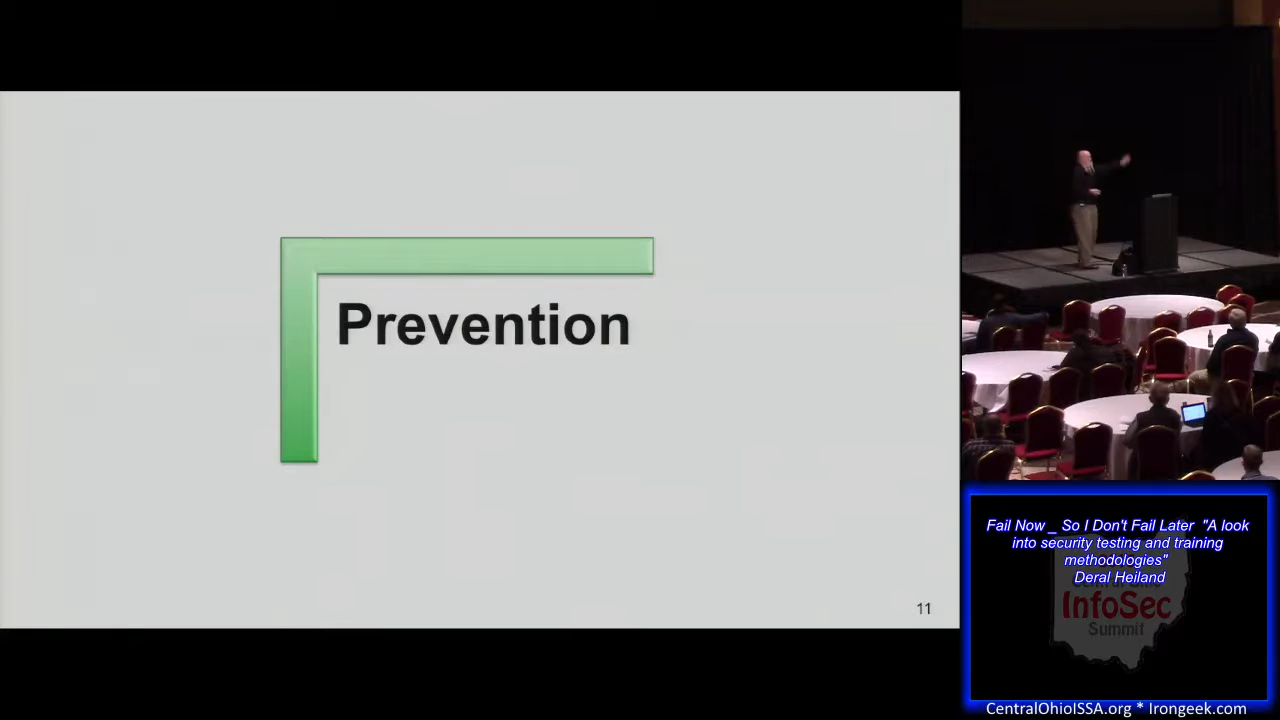 Prevention
11
Fail Now _ So I Don't Fail Later "A look
into security testing and training
methodologies"
Deral Heiland
InfoSec
Summit
CentralOhioISSA.org * Irongeek.com